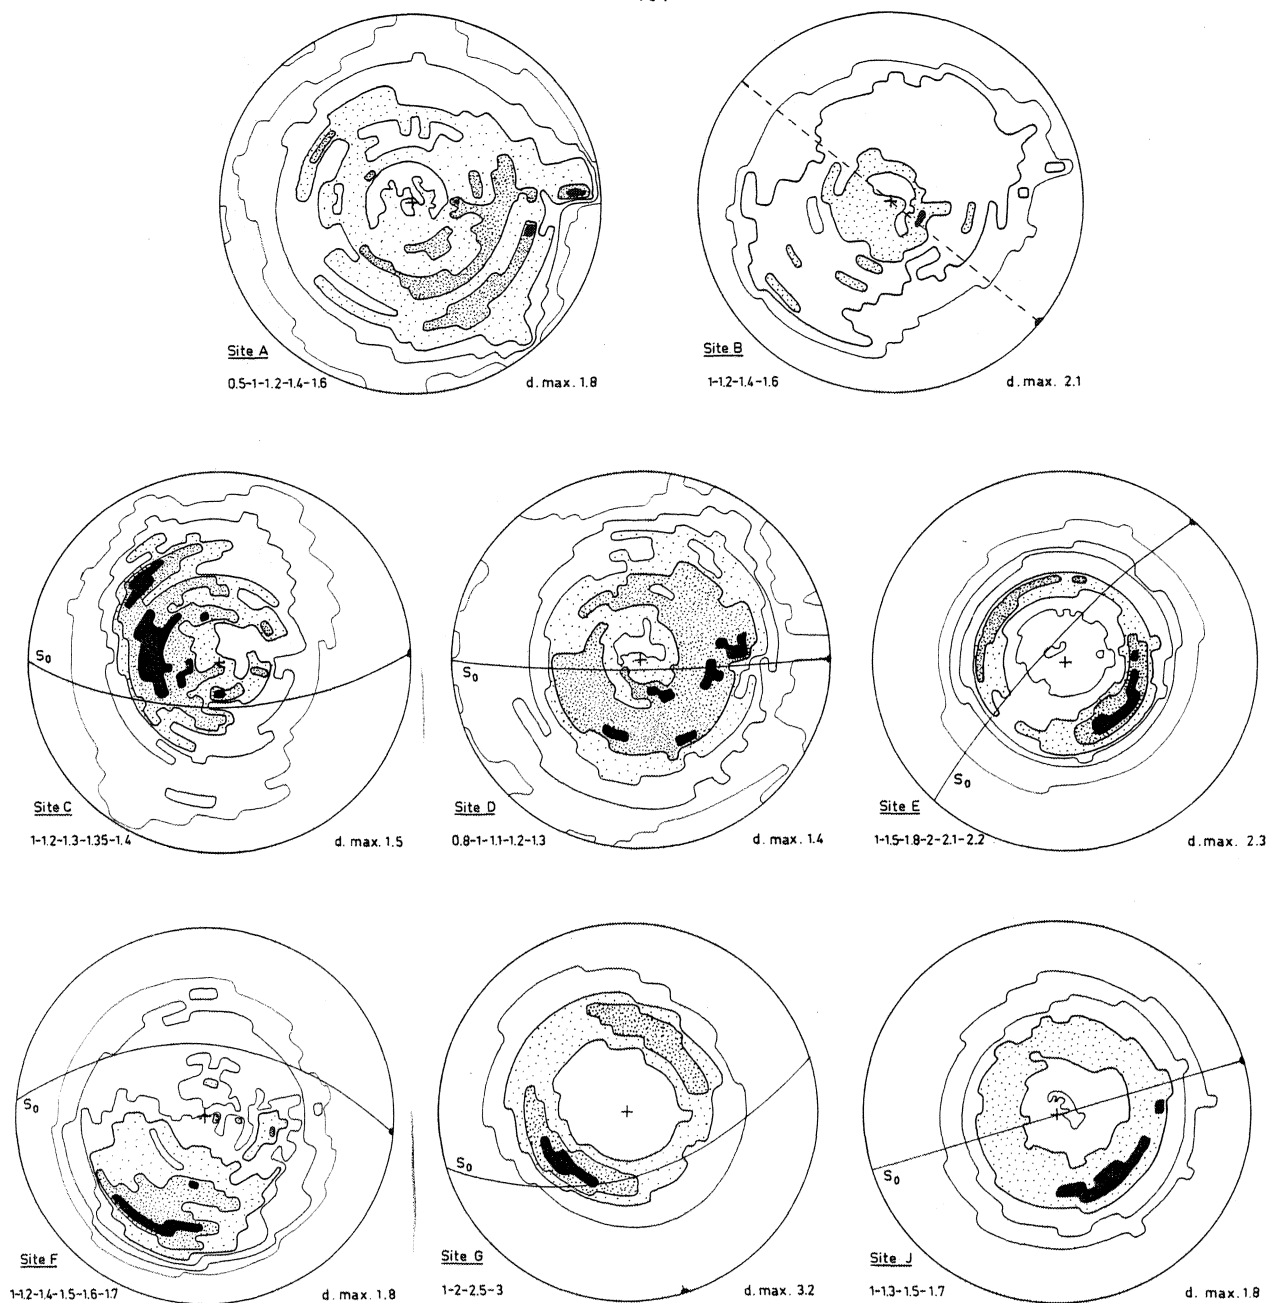 Site A
0.5-1-1.2-1.4-1.6
d. max. 1.8
Site B
1-1.2-1.4-1.6
d. max. 2.1
S₀
Site C
1-1.2-1.3-1.35-1.4
d. max. 1.5
S₀
Site D
0.8-1-1.1-1.2-1.3
d. max. 1.4
S₀
Site E
1-1.5-1.8-2-2.1-2.2
d. max. 2.3
S₀
Site F
1-1.2-1.4-1.5-1.6-1.7
d. max. 1.8
S₀
Site G
1-2-2.5-3
d. max. 3.2
S₀
Site J
1-1.3-1.5-1.7
d. max. 1.8